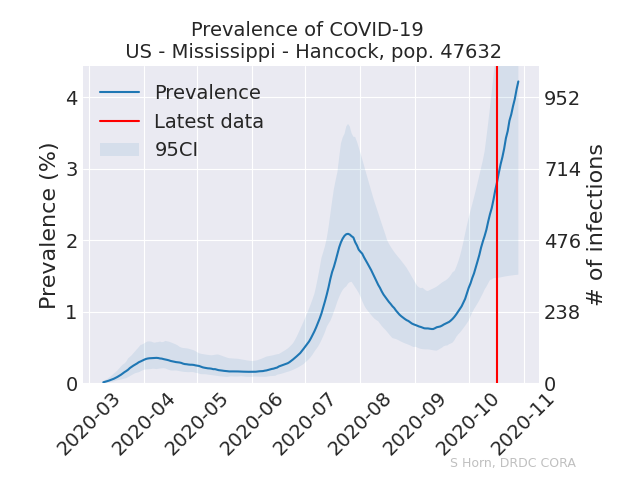 Prevalence of COVID-19
US - Mississippi - Hancock, pop. 47632
Prevalence
Latest data
95CI
Prevalence (%)
4
3
2
1
0
952
714
476
238
0
# of infections
2020-03
2020-04
2020-05
2020-06
2020-07
2020-08
2020-09
2020-10
2020-11
S Horn, DRDC CORA